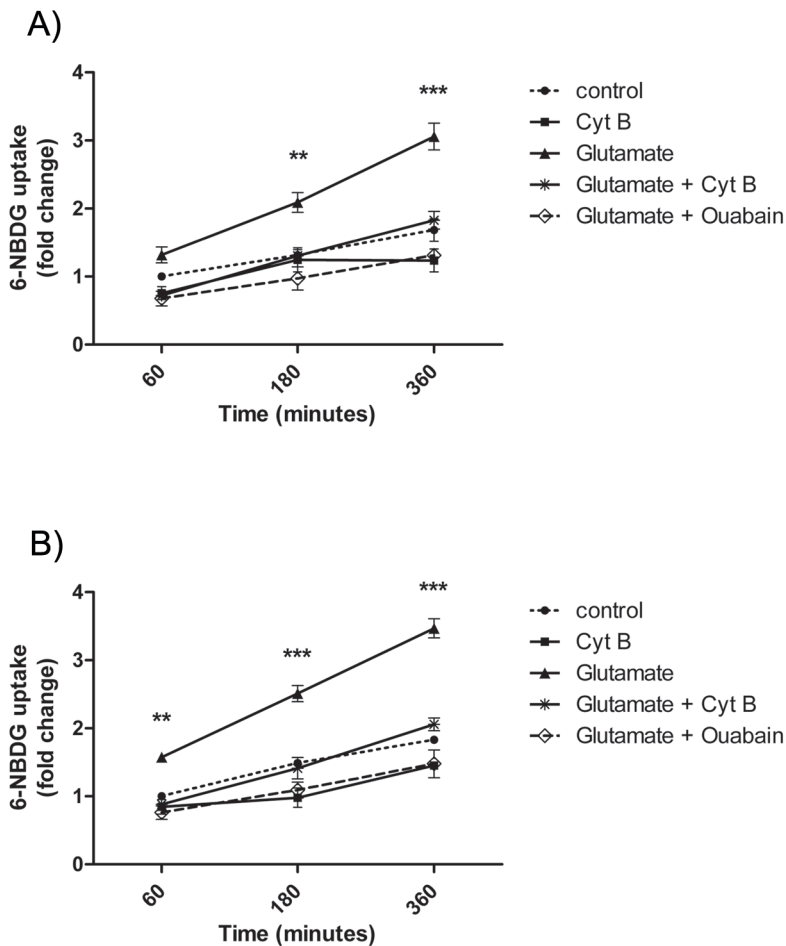 A)
4
3
2
1
0
6-NBDG uptake
(fold change)
**
***
60
180
360
Time (minutes)
control
Cyt B
Glutamate
Glutamate + Cyt B
Glutamate + Ouabain
B)
4
3
2
1
0
6-NBDG uptake
(fold change)
**
***
***
60
180
360
Time (minutes)
control
Cyt B
Glutamate
Glutamate + Cyt B
Glutamate + Ouabain